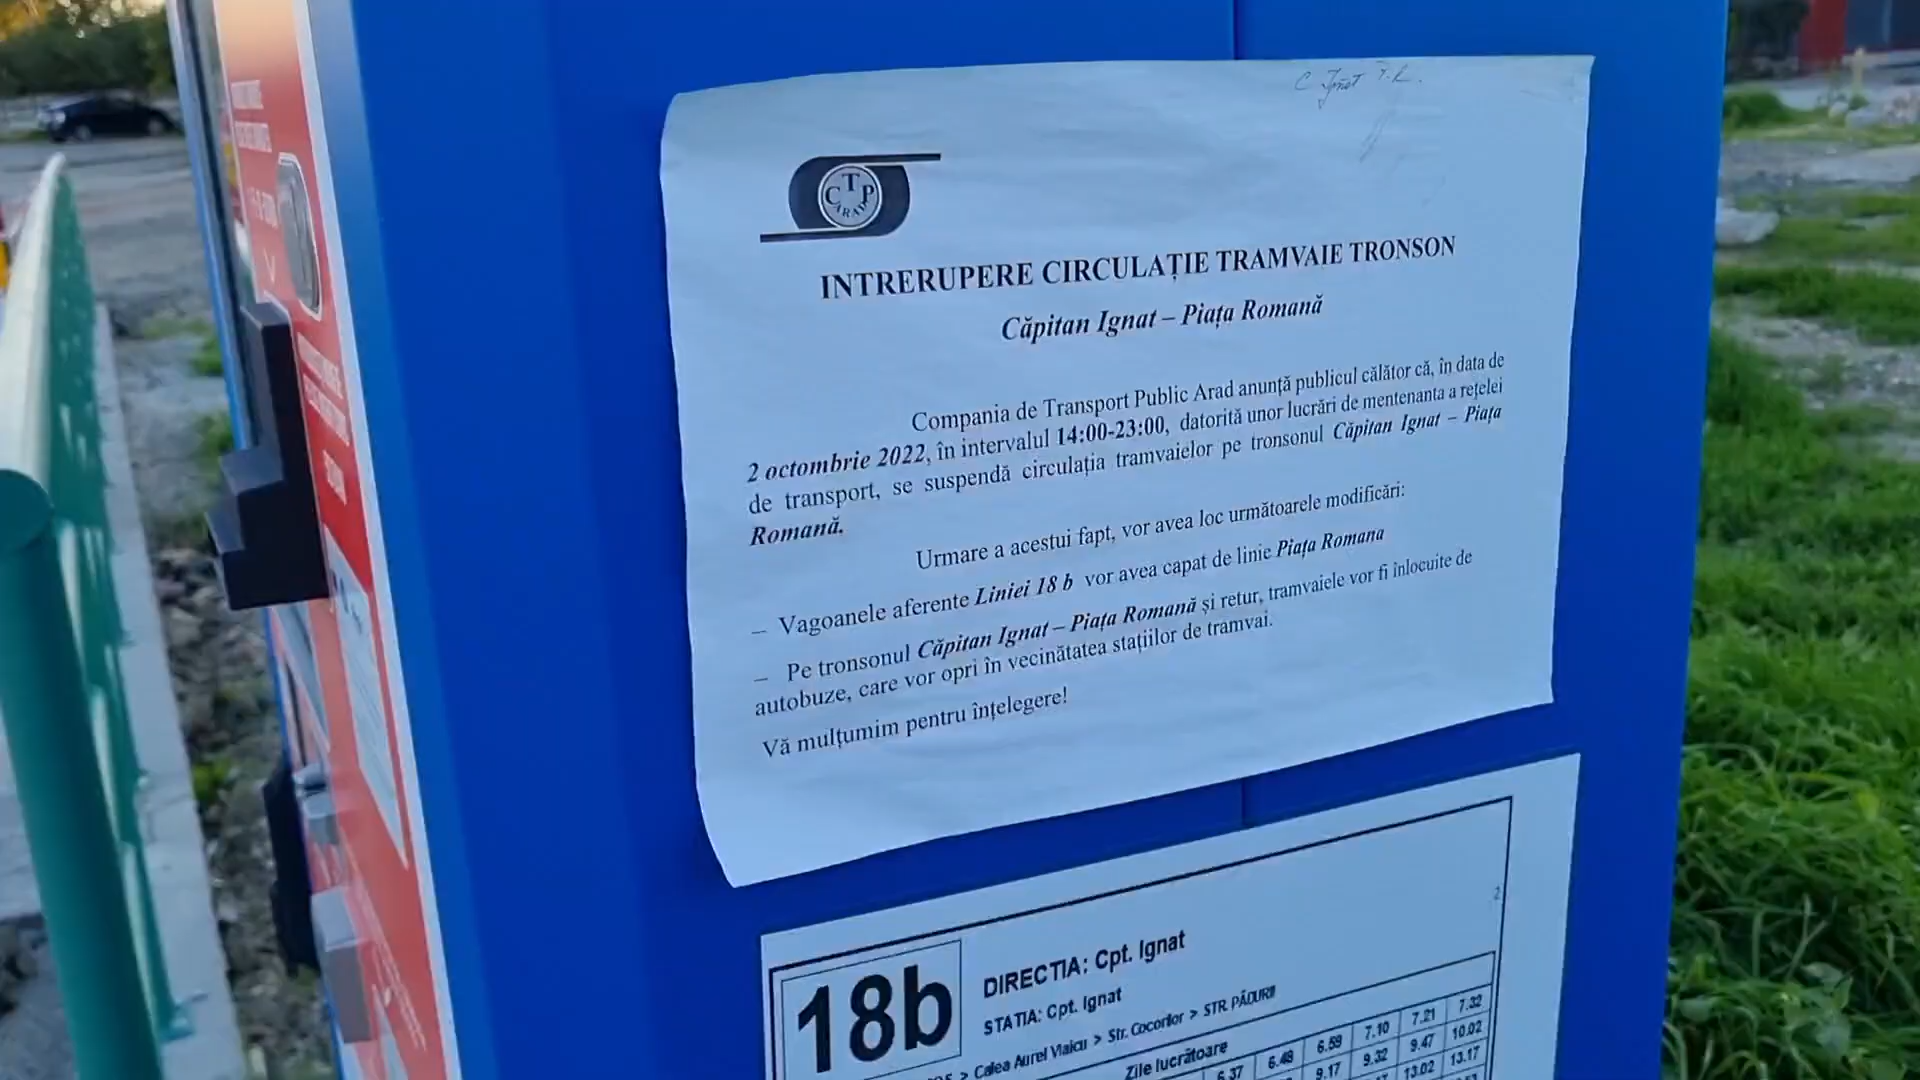 C. Ignat
CTP
ARAD
INTRERUPERE CIRCULAȚIE TRAMVAIE TRONSON
Căpitan Ignat – Piața Romană
Compania de Transport Public Arad anunță publicul călător că, în data de
2 octombrie 2022, în intervalul 14:00-23:00, datorită unor lucrări de mentenanta a rețelei
de transport, se suspendă circulația tramvaielor pe tronsonul Căpitan Ignat – Piața
Romană.
Urmare a acestui fapt, vor avea loc următoarele modificări:
– Vagoanele aferente Liniei 18 b vor avea capat de linie Piața Romana
– Pe tronsonul Căpitan Ignat – Piața Romană și retur, tramvaiele vor fi înlocuite de
autobuze, care vor opri în vecinătatea stațiilor de tramvai.
Vă mulțumim pentru înțelegere!
2
18b
DIRECTIA: Cpt. Ignat
STATIA: Cpt. Ignat
> Calea Aurel Vlaicu > Str. Cocorilor > STR. PĂDURII
Zile lucrătoare
6.37 6.48 6.59 7.10 7.21 7.32
9.17 9.32 9.47 10.02
13.02 13.17